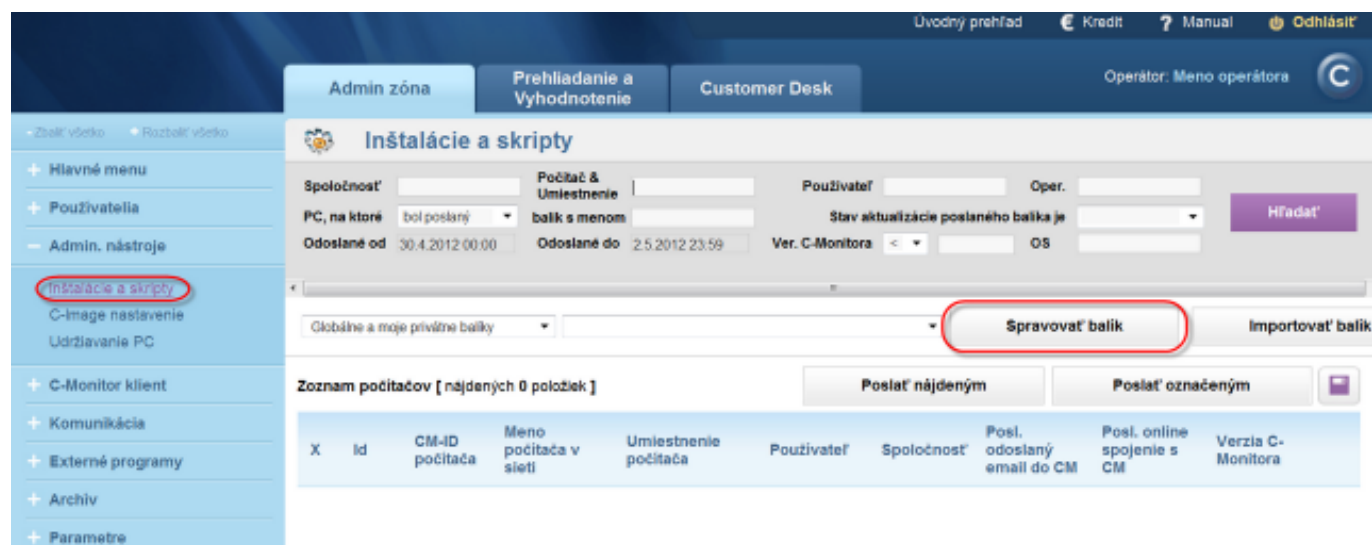 Úvodný prehľad € Kredit ? Manual Odhlásiť
Admin zóna
Prehliadanie a
Vyhodnotenie
Customer Desk
Operátor: Meno operátora
- Zbaliť všetko + Rozbaliť všetko
+ Hlavné menu
+ Používatelia
- Admin. nástroje
Inštalácie a skripty
C-Image nastavenie
Udržiavanie PC
+ C-Monitor klient
+ Komunikácia
+ Externé programy
+ Archív
+ Parametre
Inštalácie a skripty
Spoločnosť
Počítač &
Umiestnenie
Používateľ
Oper.
PC, na ktoré bol poslaný balík s menom Stav aktualizácie poslaného balíka je
Hľadať
Odoslané od 30.4.2012 00:00 Odoslané do 2.5.2012 23:59 Ver. C-Monitora < OS
Globálne a moje privátne balíky Spravovať balík Importovať balík
Zoznam počítačov [ nájdených 0 položiek ] Poslať nájdeným Poslať označeným
X
Id
CM-ID
počítača
Meno
počítača v
sieti
Umiestnenie
počítača
Používateľ
Spoločnosť
Posl.
odoslaný
email do CM
Posl. online
spojenie s
CM
Verzia C-
Monitora